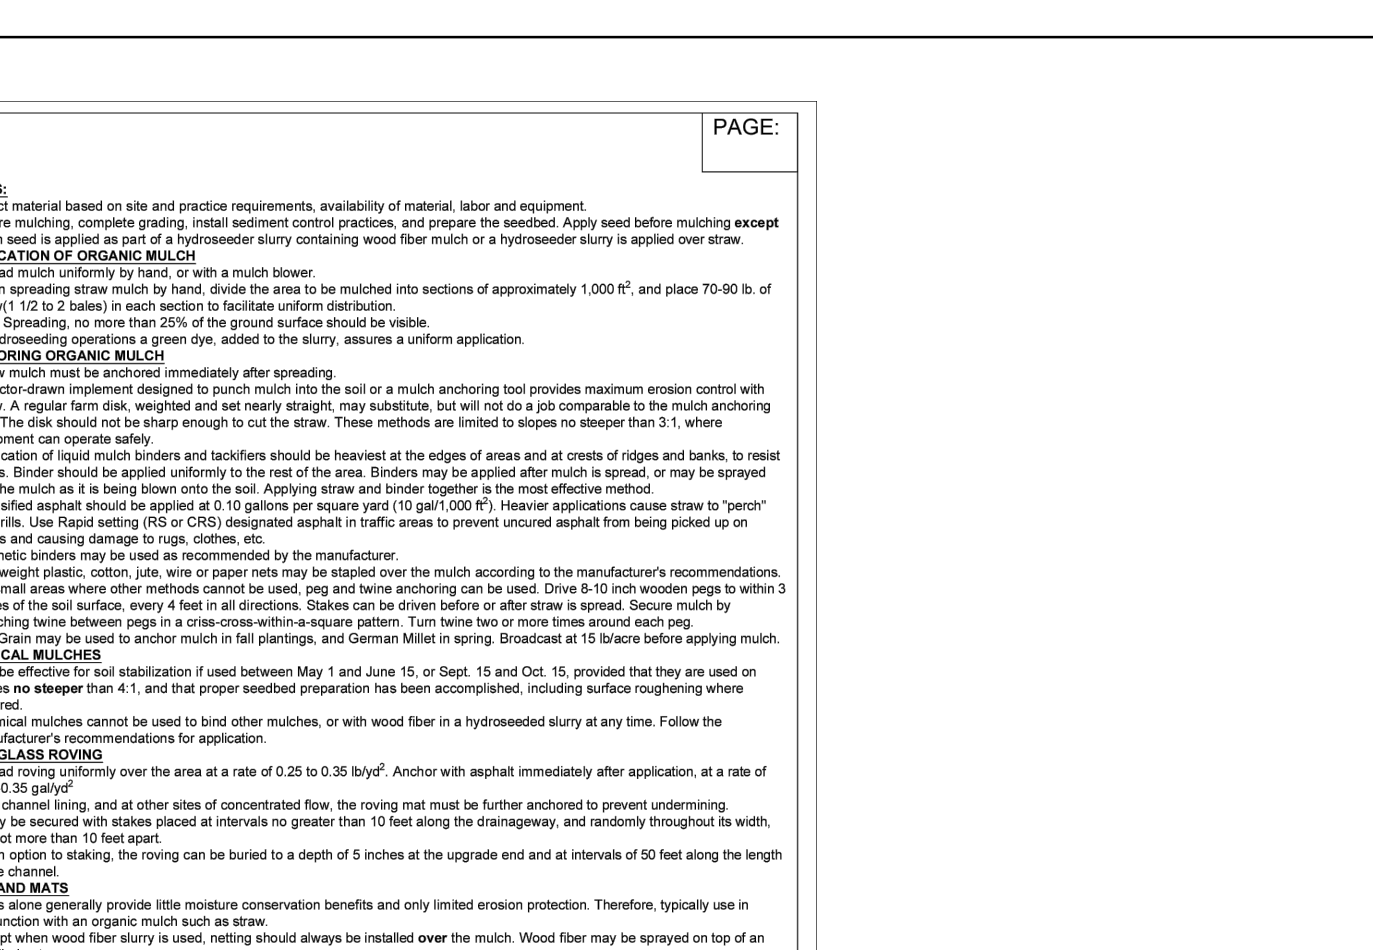 PAGE:
S:
ct material based on site and practice requirements, availability of material, labor and equipment.
re mulching, complete grading, install sediment control practices, and prepare the seedbed. Apply seed before mulching except
n seed is applied as part of a hydroseeder slurry containing wood fiber mulch or a hydroseeder slurry is applied over straw.
CATION OF ORGANIC MULCH
ad mulch uniformly by hand, or with a mulch blower.
n spreading straw mulch by hand, divide the area to be mulched into sections of approximately 1,000 ft², and place 70-90 lb. of
w(1 1/2 to 2 bales) in each section to facilitate uniform distribution.
Spreading, no more than 25% of the ground surface should be visible.
droseeding operations a green dye, added to the slurry, assures a uniform application.
ORING ORGANIC MULCH
w mulch must be anchored immediately after spreading.
ctor-drawn implement designed to punch mulch into the soil or a mulch anchoring tool provides maximum erosion control with
w. A regular farm disk, weighted and set nearly straight, may substitute, but will not do a job comparable to the mulch anchoring
The disk should not be sharp enough to cut the straw. These methods are limited to slopes no steeper than 3:1, where
pment can operate safely.
cation of liquid mulch binders and tackifiers should be heaviest at the edges of areas and at crests of ridges and banks, to resist
s. Binder should be applied uniformly to the rest of the area. Binders may be applied after mulch is spread, or may be sprayed
he mulch as it is being blown onto the soil. Applying straw and binder together is the most effective method.
sified asphalt should be applied at 0.10 gallons per square yard (10 gal/1,000 ft²). Heavier applications cause straw to "perch"
rills. Use Rapid setting (RS or CRS) designated asphalt in traffic areas to prevent uncured asphalt from being picked up on
s and causing damage to rugs, clothes, etc.
hetic binders may be used as recommended by the manufacturer.
weight plastic, cotton, jute, wire or paper nets may be stapled over the mulch according to the manufacturer's recommendations.
mall areas where other methods cannot be used, peg and twine anchoring can be used. Drive 8-10 inch wooden pegs to within 3
es of the soil surface, every 4 feet in all directions. Stakes can be driven before or after straw is spread. Secure mulch by
ching twine between pegs in a criss-cross-within-a-square pattern. Turn twine two or more times around each peg.
Grain may be used to anchor mulch in fall plantings, and German Millet in spring. Broadcast at 15 lb/acre before applying mulch.
CAL MULCHES
be effective for soil stabilization if used between May 1 and June 15, or Sept. 15 and Oct. 15, provided that they are used on
es no steeper than 4:1, and that proper seedbed preparation has been accomplished, including surface roughening where
red.
mical mulches cannot be used to bind other mulches, or with wood fiber in a hydroseeded slurry at any time. Follow the
ufacturer's recommendations for application.
GLASS ROVING
ad roving uniformly over the area at a rate of 0.25 to 0.35 lb/yd². Anchor with asphalt immediately after application, at a rate of
0.35 gal/yd²
channel lining, and at other sites of concentrated flow, the roving mat must be further anchored to prevent undermining.
y be secured with stakes placed at intervals no greater than 10 feet along the drainageway, and randomly throughout its width,
ot more than 10 feet apart.
n option to staking, the roving can be buried to a depth of 5 inches at the upgrade end and at intervals of 50 feet along the length
e channel.
AND MATS
s alone generally provide little moisture conservation benefits and only limited erosion protection. Therefore, typically use in
unction with an organic mulch such as straw.
pt when wood fiber slurry is used, netting should always be installed over the mulch. Wood fiber may be sprayed on top of an